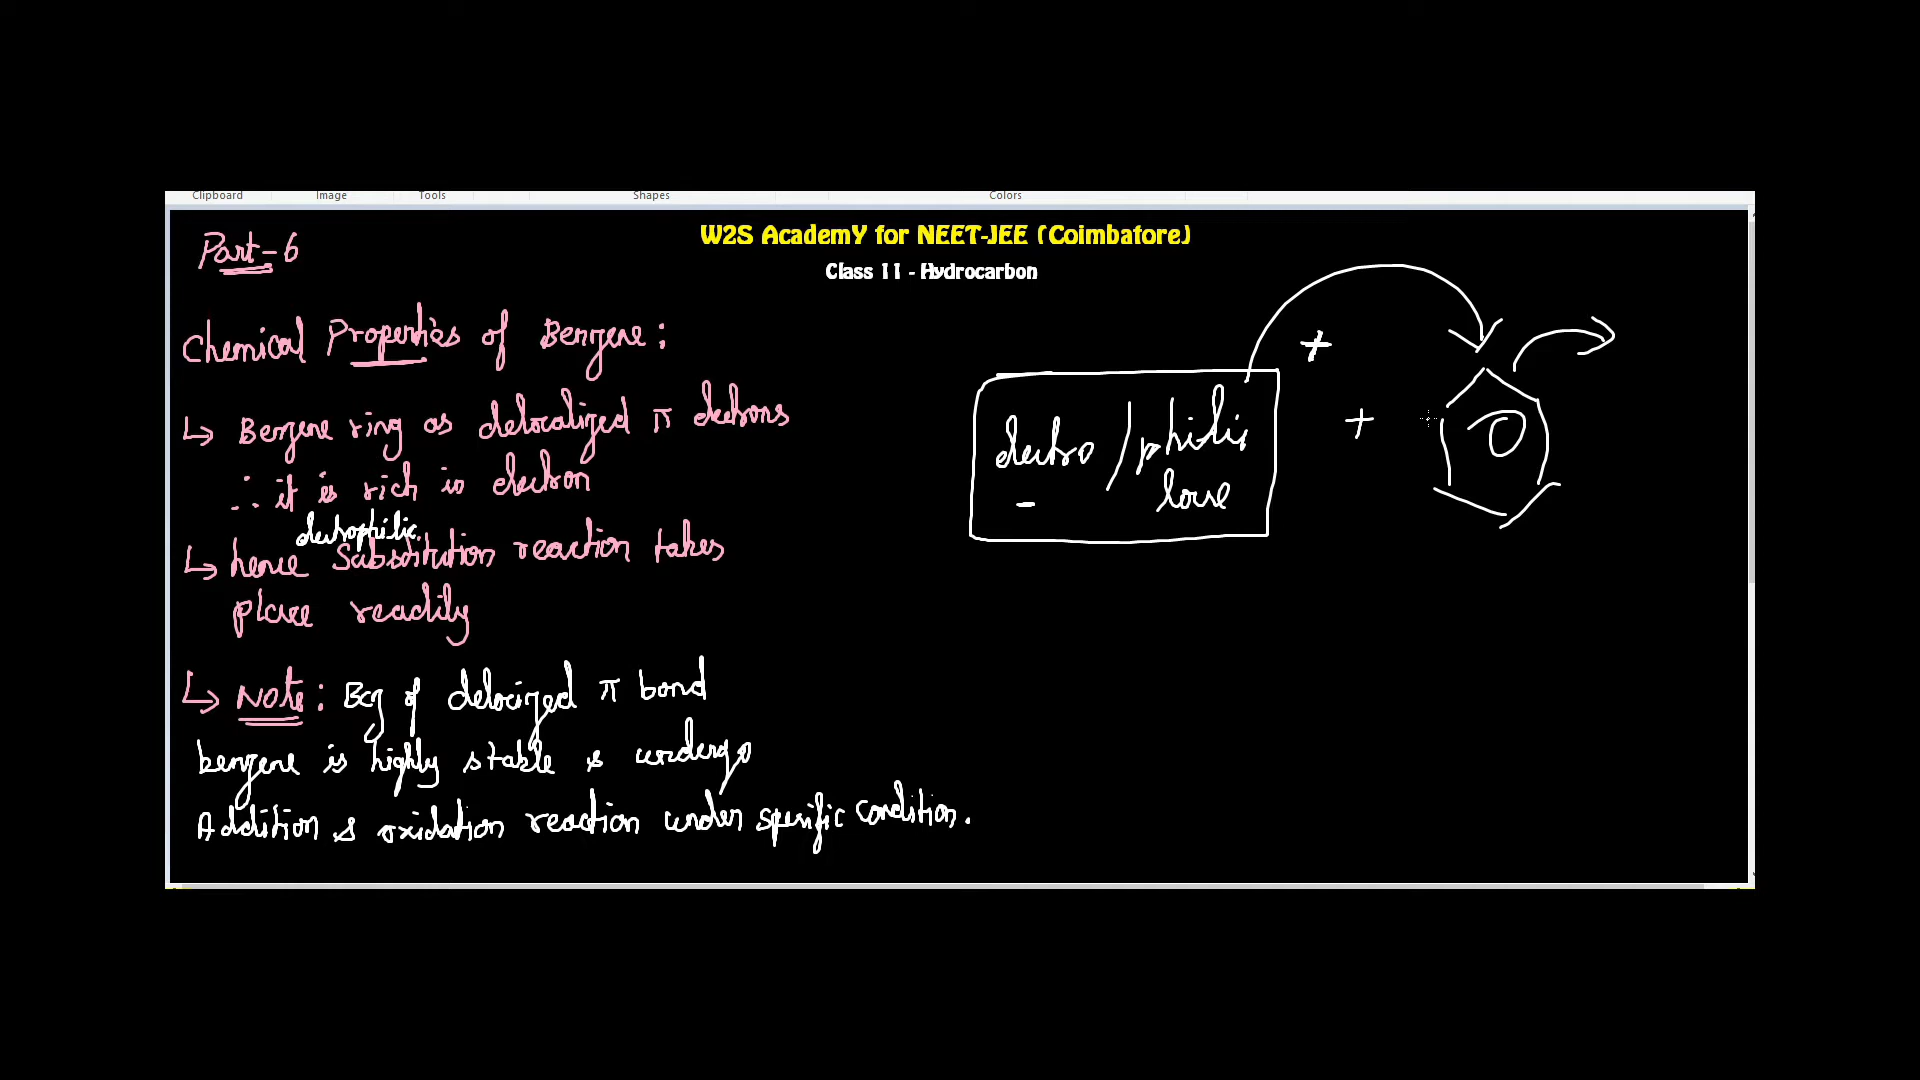 Clipboard Image Tools Shapes Colors
W2S AcademY for NEET-JEE (Coimbatore)
Class 11 - Hydrocarbon
Part-6
Chemical Properties of Benzene:
↳ Benzene ring as delocalized π electrons
∴ it is rich in electron
electrophilic
↳ hence Substitution reaction takes
place readily
↳ Note: Bcz of delocized π bond
benzene is highly stable & undergo
Addition & oxidation reaction under specific condition.
electro / philic
- love
+
+